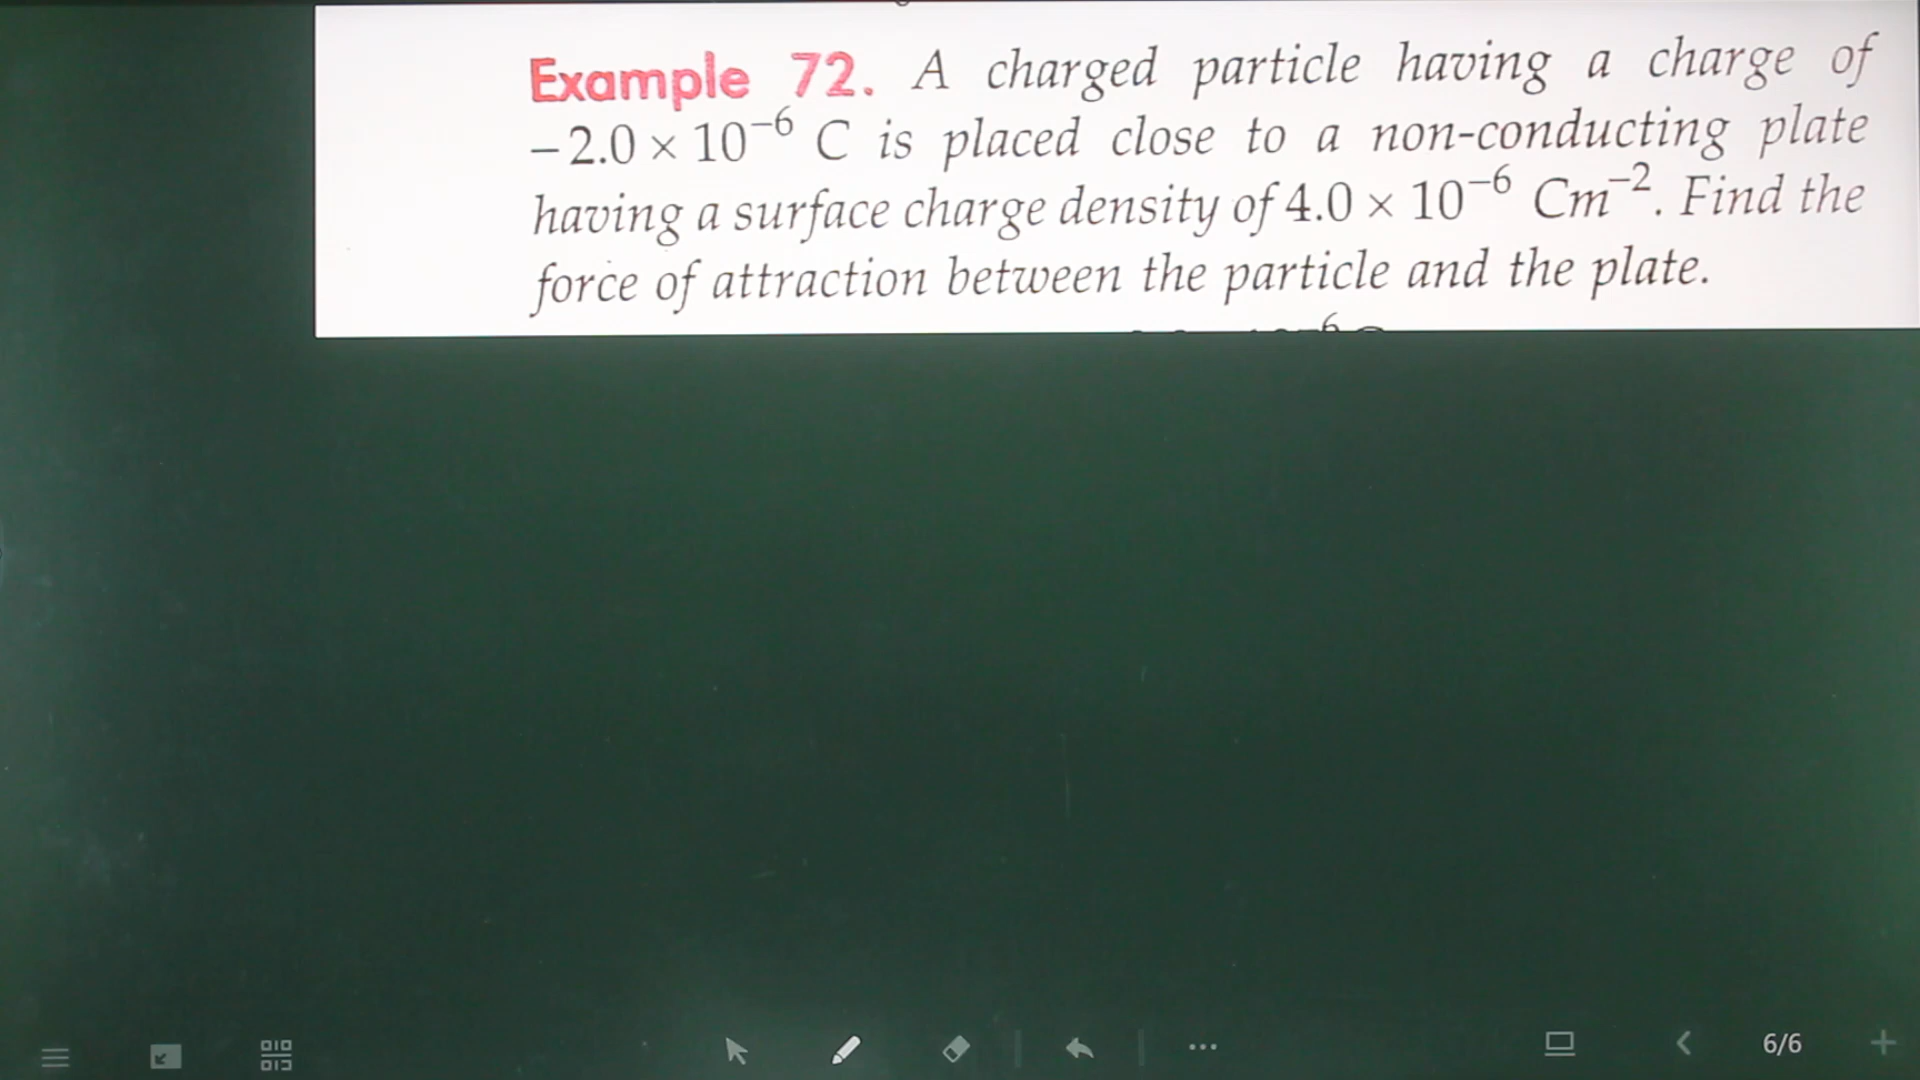 Example 72. A charged particle having a charge of
−2.0 × 10⁻⁶ C is placed close to a non-conducting plate
having a surface charge density of 4.0 × 10⁻⁶ Cm⁻². Find the
force of attraction between the particle and the plate.
6/6